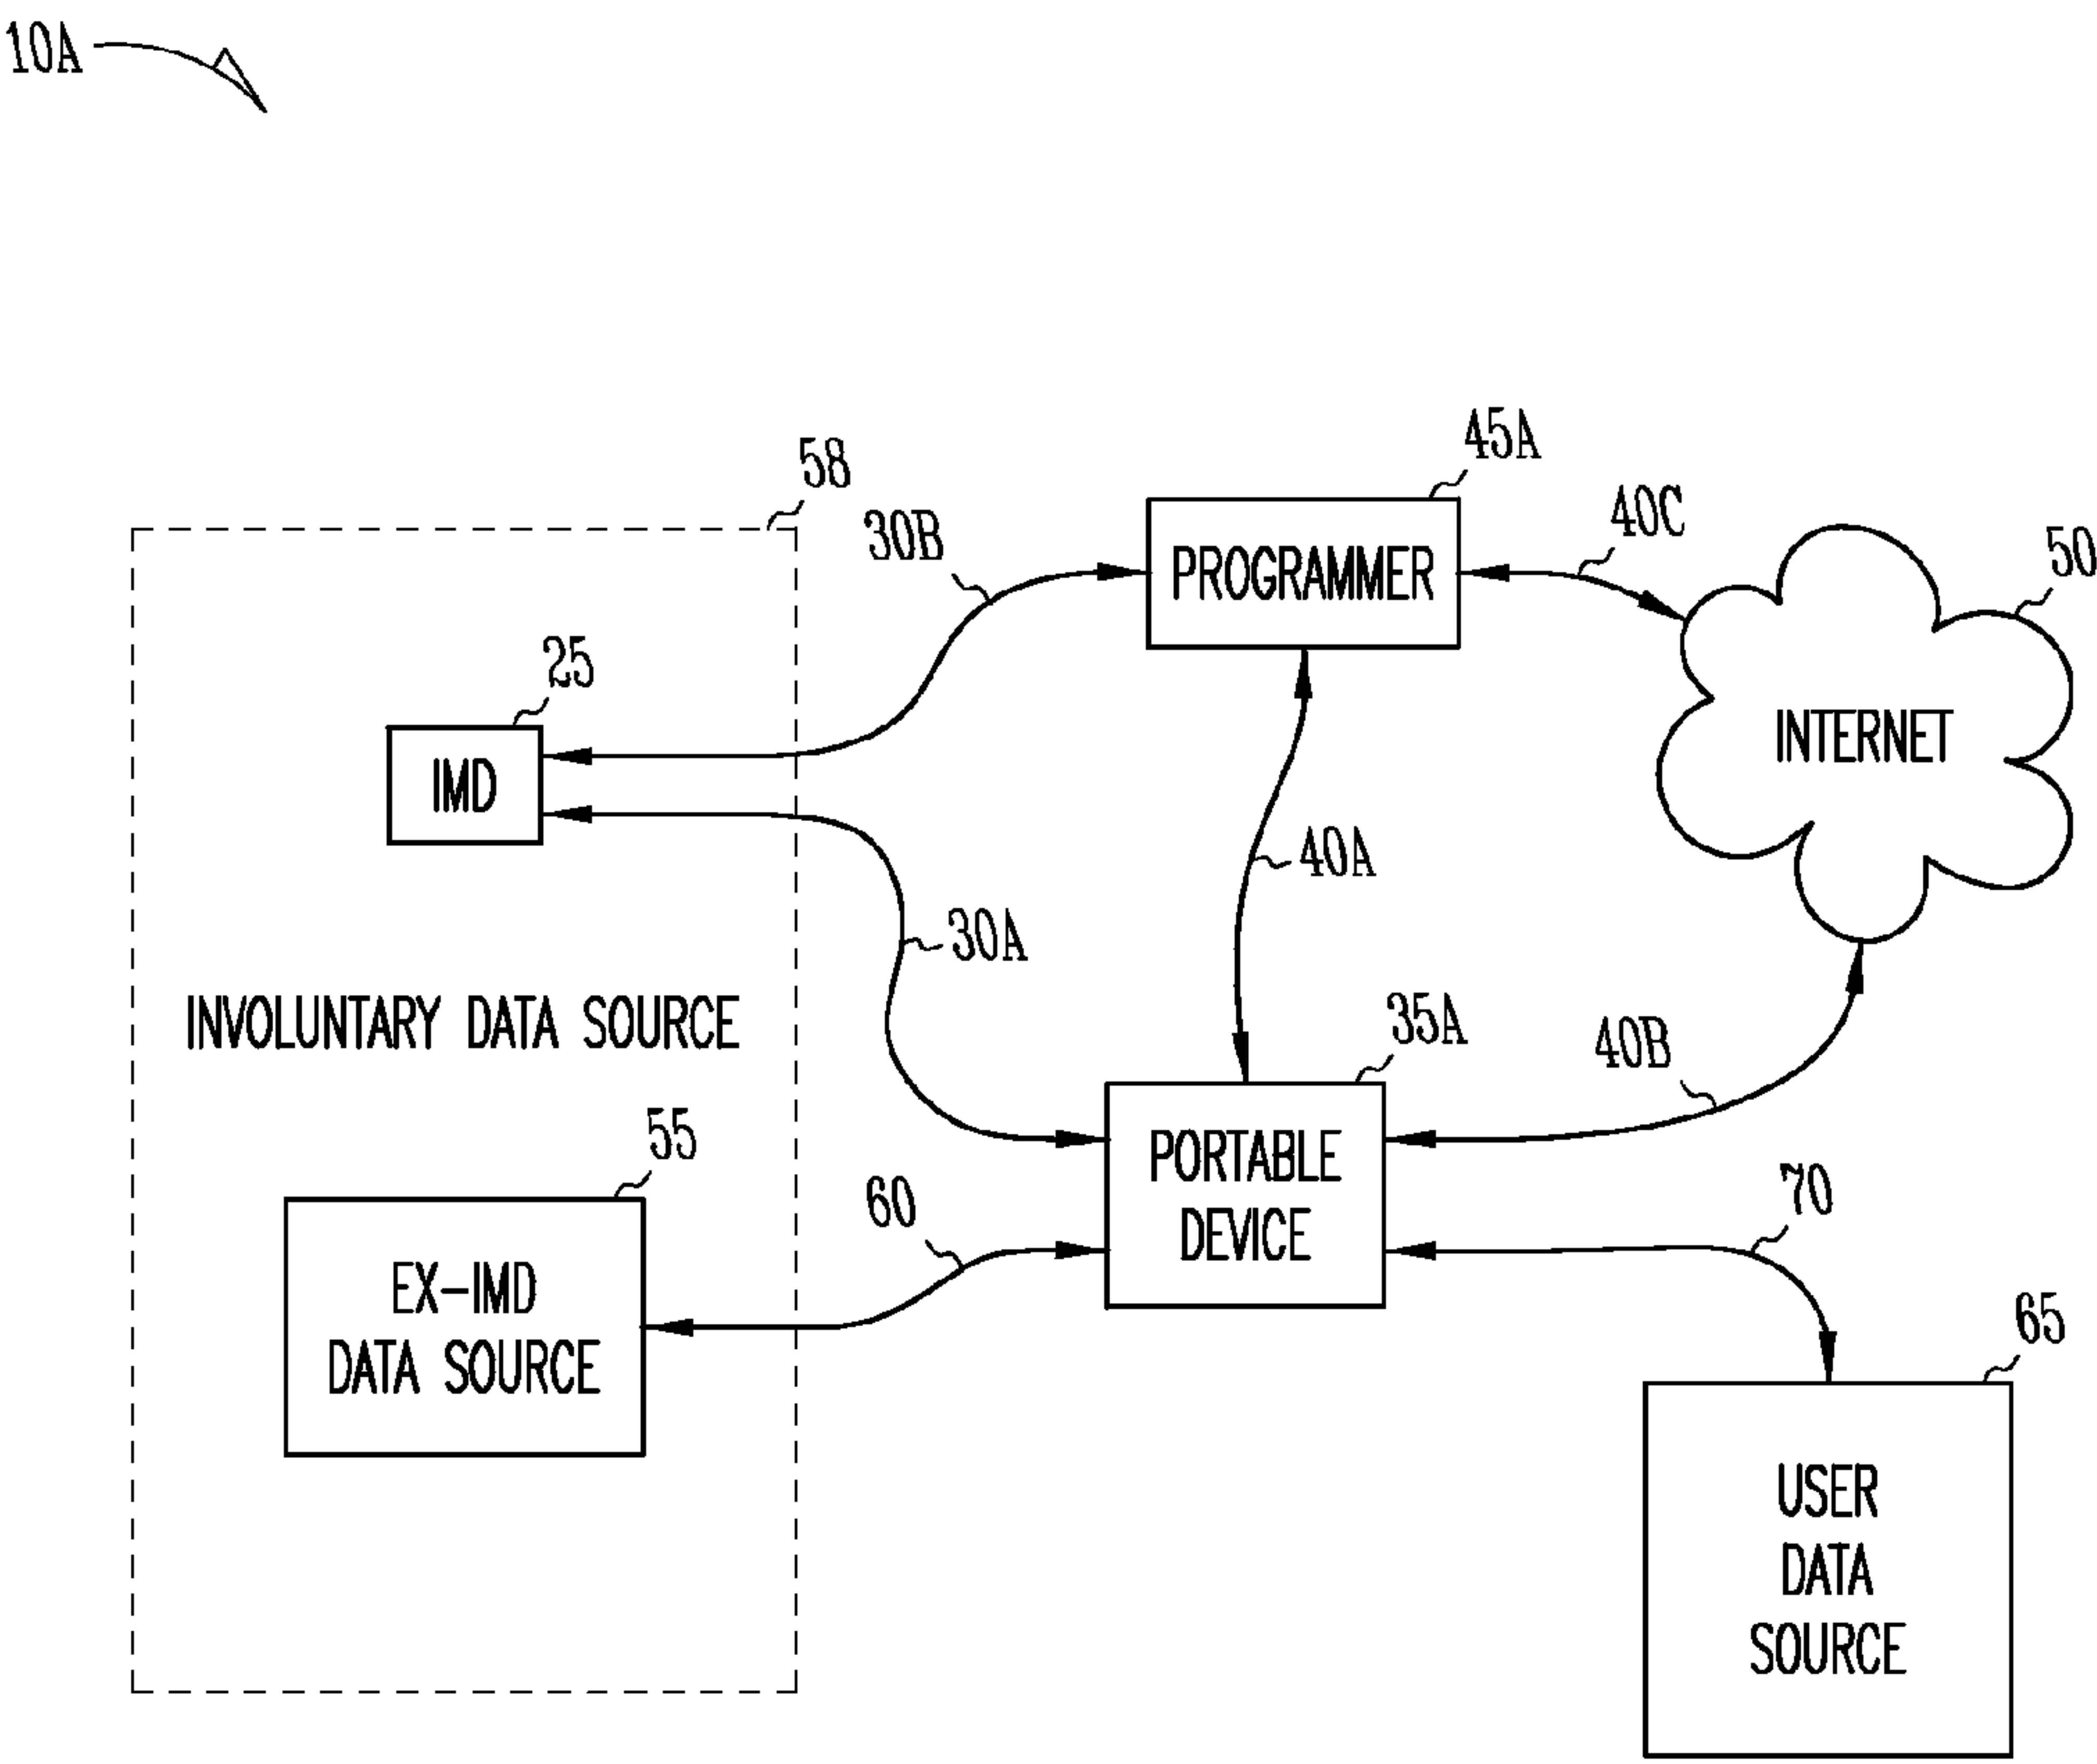 10A
45A
58
40C
30B
50
PROGRAMMER
25
INTERNET
IMD
40A
30A
35A
INVOLUNTARY DATA SOURCE
40B
55
PORTABLE
DEVICE
60
70
EX-IMD
DATA SOURCE
65
USER
DATA
SOURCE